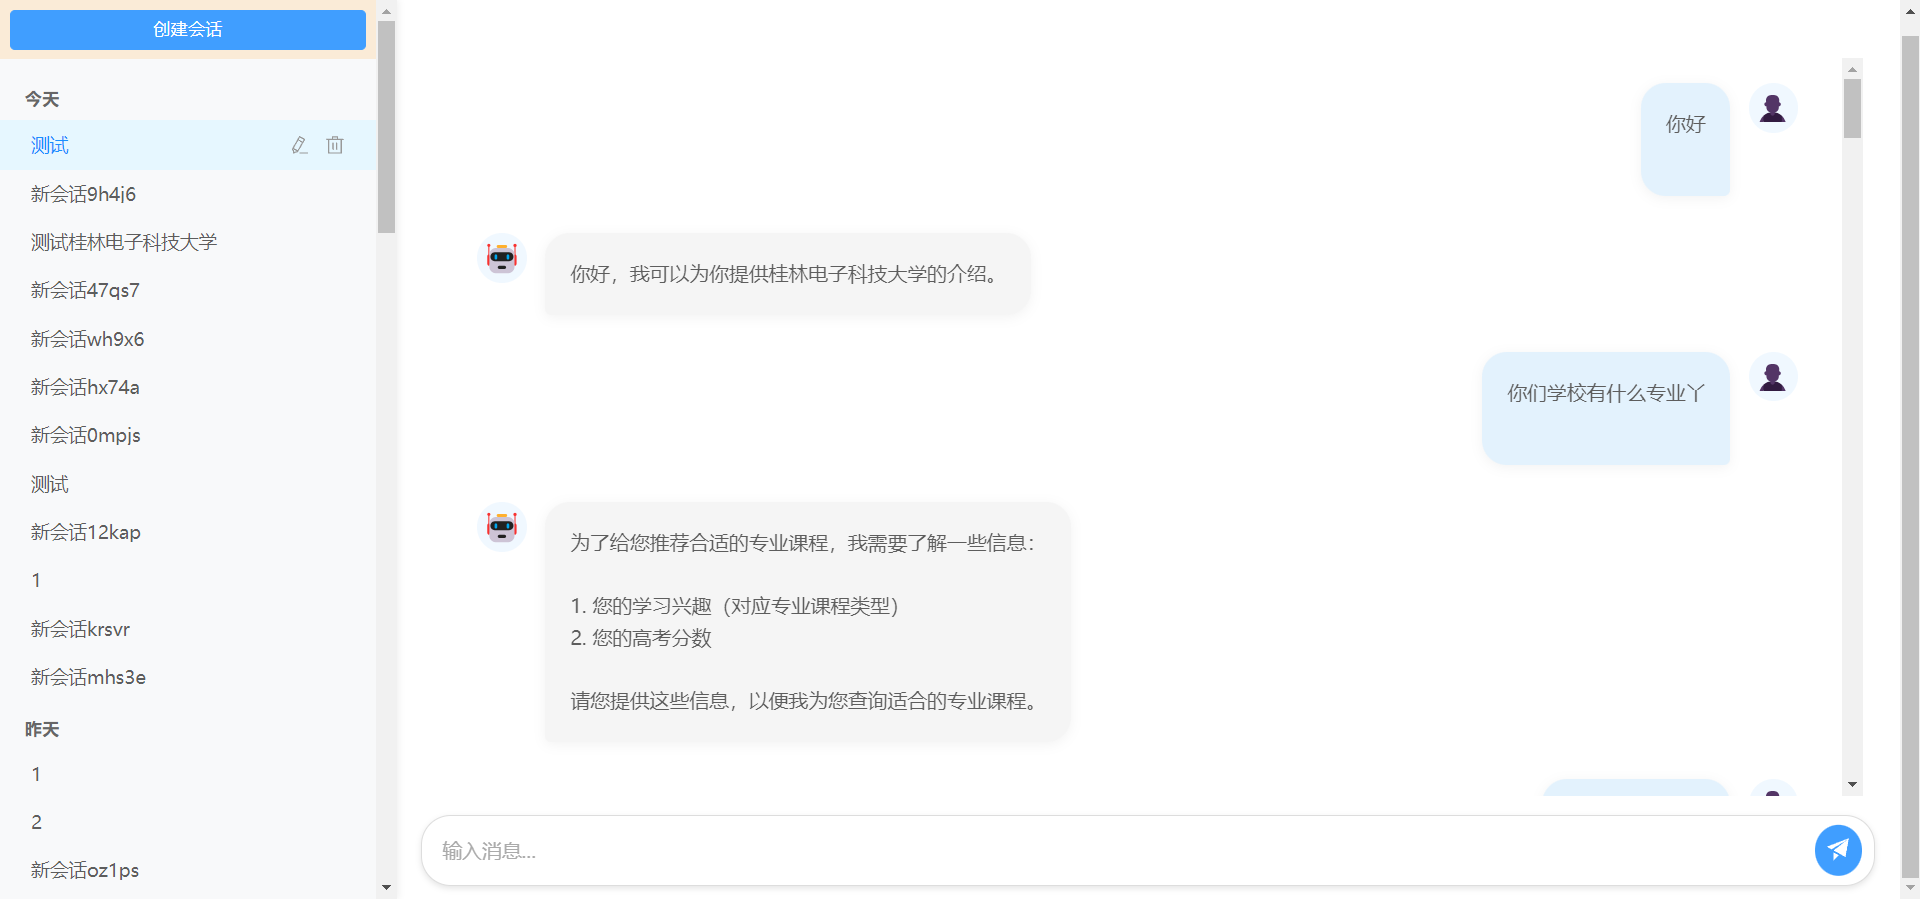 创建会话
今天
测试
新会话9h4j6
测试桂林电子科技大学
新会话47qs7
新会话wh9x6
新会话hx74a
新会话0mpjs
测试
新会话12kap
1
新会话krsvr
新会话mhs3e
昨天
1
2
新会话oz1ps
你好
你好，我可以为你提供桂林电子科技大学的介绍。
你们学校有什么专业丫
为了给您推荐合适的专业课程，我需要了解一些信息：
1. 您的学习兴趣（对应专业课程类型）
2. 您的高考分数
请您提供这些信息，以便我为您查询适合的专业课程。
输入消息...